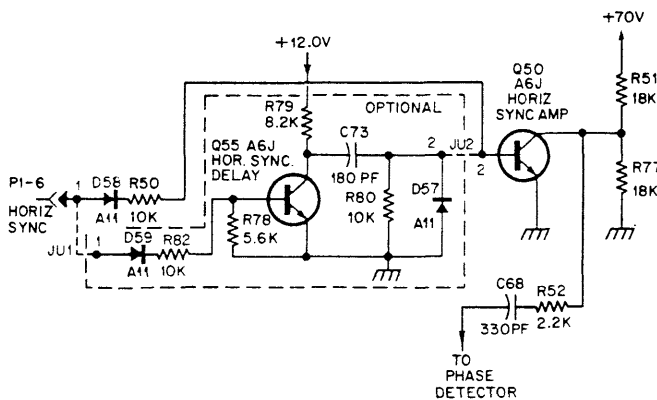 +70V
+12.0V
Q50
A6J
HORIZ
SYNC AMP
R51
18K
R79
8.2K
OPTIONAL
C73
180 PF
Q55 A6J
HOR. SYNC.
DELAY
2
JU2
2
R77
18K
P1-6
HORIZ
SYNC
1
D58
A11
R50
10K
R78
5.6K
R80
10K
D57
A11
JU1
1
D59
A11
R82
10K
C68
330PF
R52
2.2K
TO
PHASE
DETECTOR